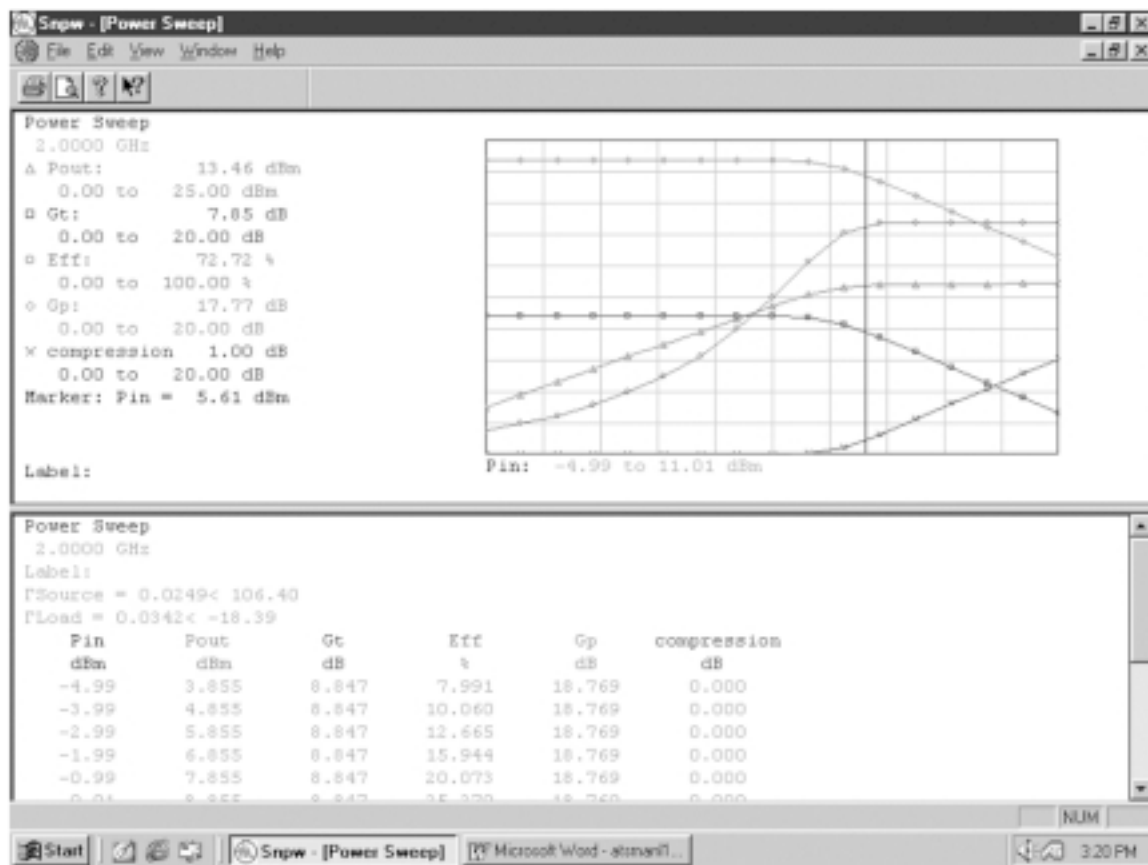 Snpw - [Power Sweep]
File Edit View Window Help
Power Sweep
2.0000 GHz
Δ Pout: 13.46 dBm
0.00 to 25.00 dBm
□ Gt: 7.85 dB
0.00 to 20.00 dB
o Eff: 72.72 %
0.00 to 100.00 %
◇ Gp: 17.77 dB
0.00 to 20.00 dB
× compression 1.00 dB
0.00 to 20.00 dB
Marker: Pin = 5.61 dBm
Label:
Pin: -4.99 to 11.01 dBm
Power Sweep
2.0000 GHz
Label:
ΓSource = 0.0249< 106.40
ΓLoad = 0.0342< -18.39
Pin Pout Gt Eff Gp compression
dBm dBm dB % dB dB
-4.99 3.855 8.847 7.991 18.769 0.000
-3.99 4.855 8.847 10.060 18.769 0.000
-2.99 5.855 8.847 12.665 18.769 0.000
-1.99 6.855 8.847 15.944 18.769 0.000
-0.99 7.855 8.847 20.073 18.769 0.000
8.855 8.847 18.769 0.000
NUM
Start Snpw - [Power Sweep] Microsoft Word - 3:20 PM